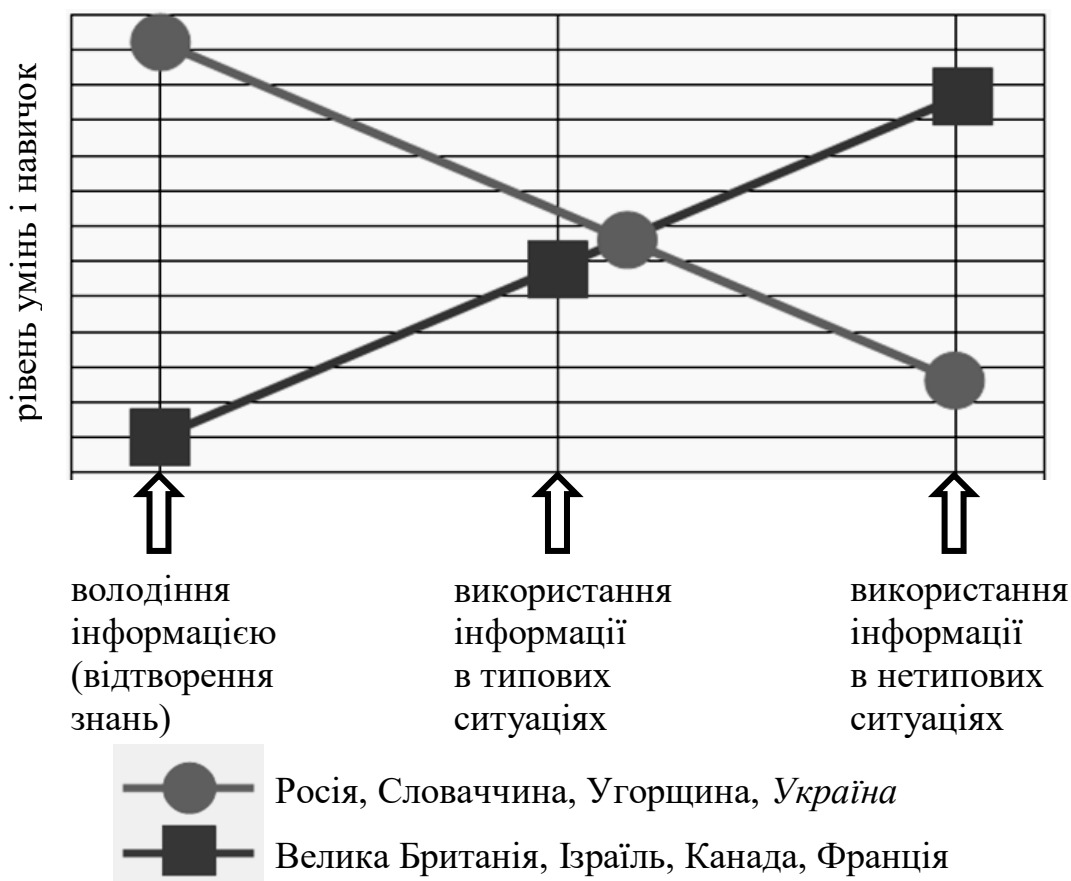 рівень умінь і навичок
володіння
інформацією
(відтворення
знань)
використання
інформації
в типових
ситуаціях
використання
інформації
в нетипових
ситуаціях
Росія, Словаччина, Угорщина, Україна
Велика Британія, Ізраїль, Канада, Франція